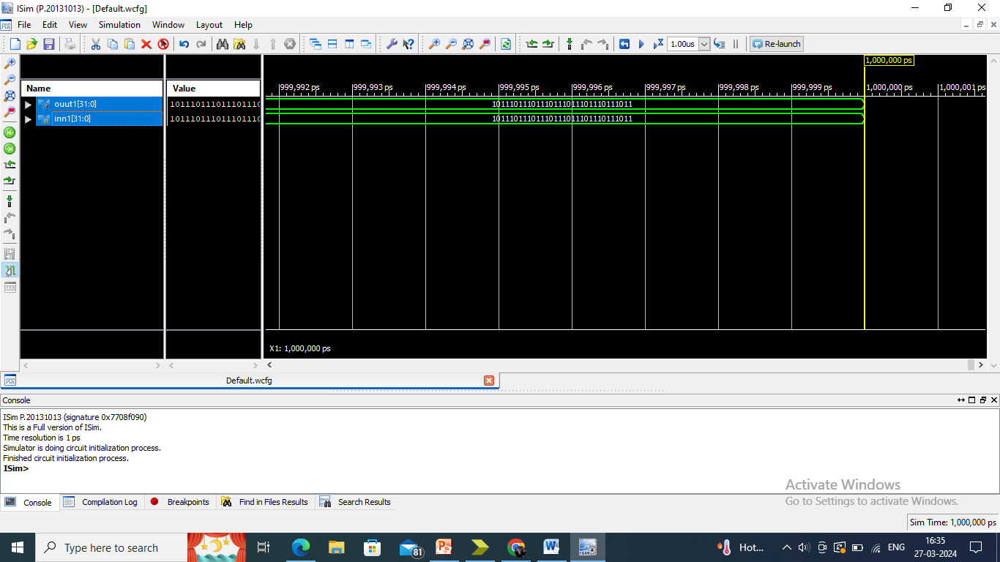 ISim (P.20131013) - [Default.wcfg]
File Edit View Simulation Window Layout Help
1.00us Re-launch
1,000,000 ps
Name Value
999,992 ps 999,993 ps 999,994 ps 999,995 ps 999,996 ps 999,997 ps 999,998 ps 999,999 ps 1,000,000 ps 1,000,001 ps
ouut1[31:0] 101110111011101110 10111011101110111011101110111011
inn1[31:0] 101110111011101110 10111011101110111011101110111011
X1: 1,000,000 ps
Default.wcfg
Console
ISim P.20131013 (signature 0x7708f090)
This is a Full version of ISim.
Time resolution is 1 ps
Simulator is doing circuit initialization process.
Finished circuit initialization process.
ISim>
Activate Windows
Go to Settings to activate Windows.
Console Compilation Log Breakpoints Find in Files Results Search Results
Sim Time: 1,000,000 ps
Type here to search
81
Hot...
ENG
16:35
27-03-2024